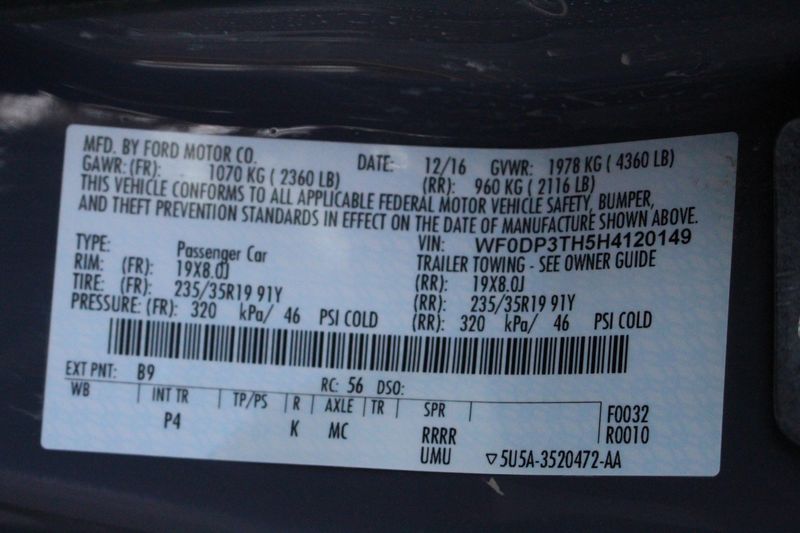 MFD. BY FORD MOTOR CO. DATE: 12/16 GVWR: 1978 KG ( 4360 LB)
GAWR: (FR): 1070 KG ( 2360 LB) (RR): 960 KG ( 2116 LB)
THIS VEHICLE CONFORMS TO ALL APPLICABLE FEDERAL MOTOR VEHICLE SAFETY, BUMPER,
AND THEFT PREVENTION STANDARDS IN EFFECT ON THE DATE OF MANUFACTURE SHOWN ABOVE.
VIN: WF0DP3TH5H4120149
TYPE: Passenger Car TRAILER TOWING - SEE OWNER GUIDE
RIM: (FR): 19X8.0J (RR): 19X8.0J
TIRE: (FR): 235/35R19 91Y (RR): 235/35R19 91Y
PRESSURE: (FR): 320 kPa/ 46 PSI COLD (RR): 320 kPa/ 46 PSI COLD
EXT PNT: B9 RC: 56 DSO:
WB INT TR TP/PS R AXLE TR SPR F0032
P4 K MC RRRR R0010
UMU ▽5U5A-3520472-AA